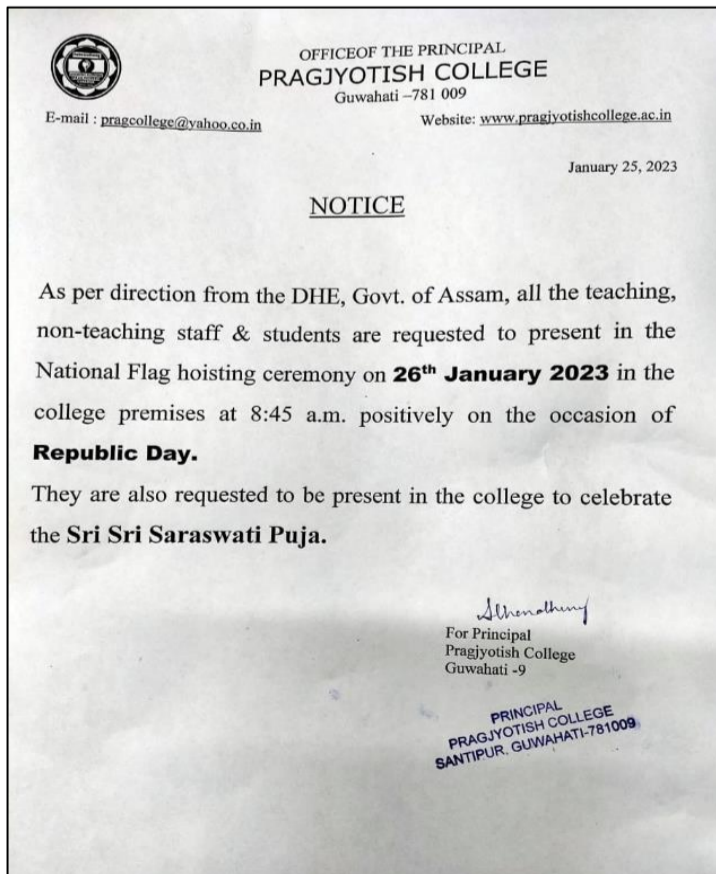 OFFICEOF THE PRINCIPAL
PRAGJYOTISH COLLEGE
Guwahati –781 009
E-mail : pragcollege@yahoo.co.in
Website: www.pragjyotishcollege.ac.in
January 25, 2023
NOTICE
As per direction from the DHE, Govt. of Assam, all the teaching,
non-teaching staff & students are requested to present in the
National Flag hoisting ceremony on 26th January 2023 in the
college premises at 8:45 a.m. positively on the occasion of
Republic Day.
They are also requested to be present in the college to celebrate
the Sri Sri Saraswati Puja.
For Principal
Pragjyotish College
Guwahati -9
PRINCIPAL
PRAGJYOTISH COLLEGE
SANTIPUR, GUWAHATI-781009